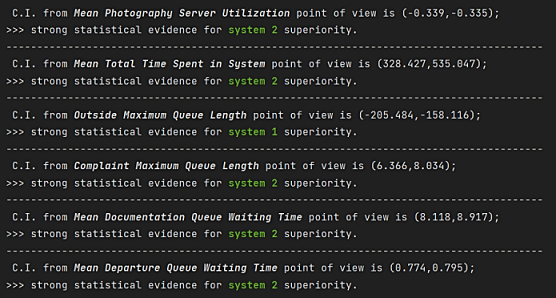 C.I. from Mean Photography Server Utilization point of view is (-0.339,-0.335);
>>> strong statistical evidence for system 2 superiority.
--------------------------------------------------------------------------------
C.I. from Mean Total Time Spent in System point of view is (328.427,535.047);
>>> strong statistical evidence for system 2 superiority.
--------------------------------------------------------------------------------
C.I. from Outside Maximum Queue Length point of view is (-205.484,-158.116);
>>> strong statistical evidence for system 1 superiority.
--------------------------------------------------------------------------------
C.I. from Complaint Maximum Queue Length point of view is (6.366,8.034);
>>> strong statistical evidence for system 2 superiority.
--------------------------------------------------------------------------------
C.I. from Mean Documentation Queue Waiting Time point of view is (8.118,8.917);
>>> strong statistical evidence for system 2 superiority.
--------------------------------------------------------------------------------
C.I. from Mean Departure Queue Waiting Time point of view is (0.774,0.795);
>>> strong statistical evidence for system 2 superiority.